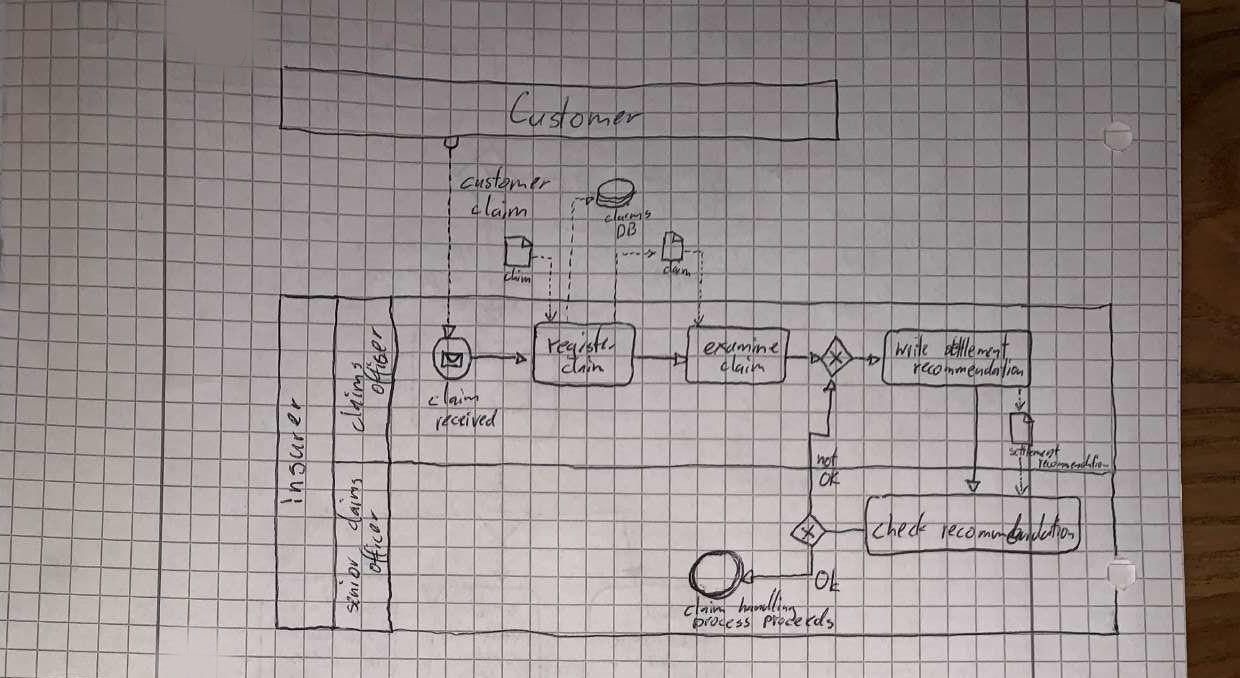 Customer
customer
claim
claims
DB
claim
claim
insurer
claims
officer
register
claim
examine
claim
write settlement
recommendation
claim
received
settlement
recommendation
not
OK
senior claims
officer
check recommendation
OK
claim handling
process proceeds